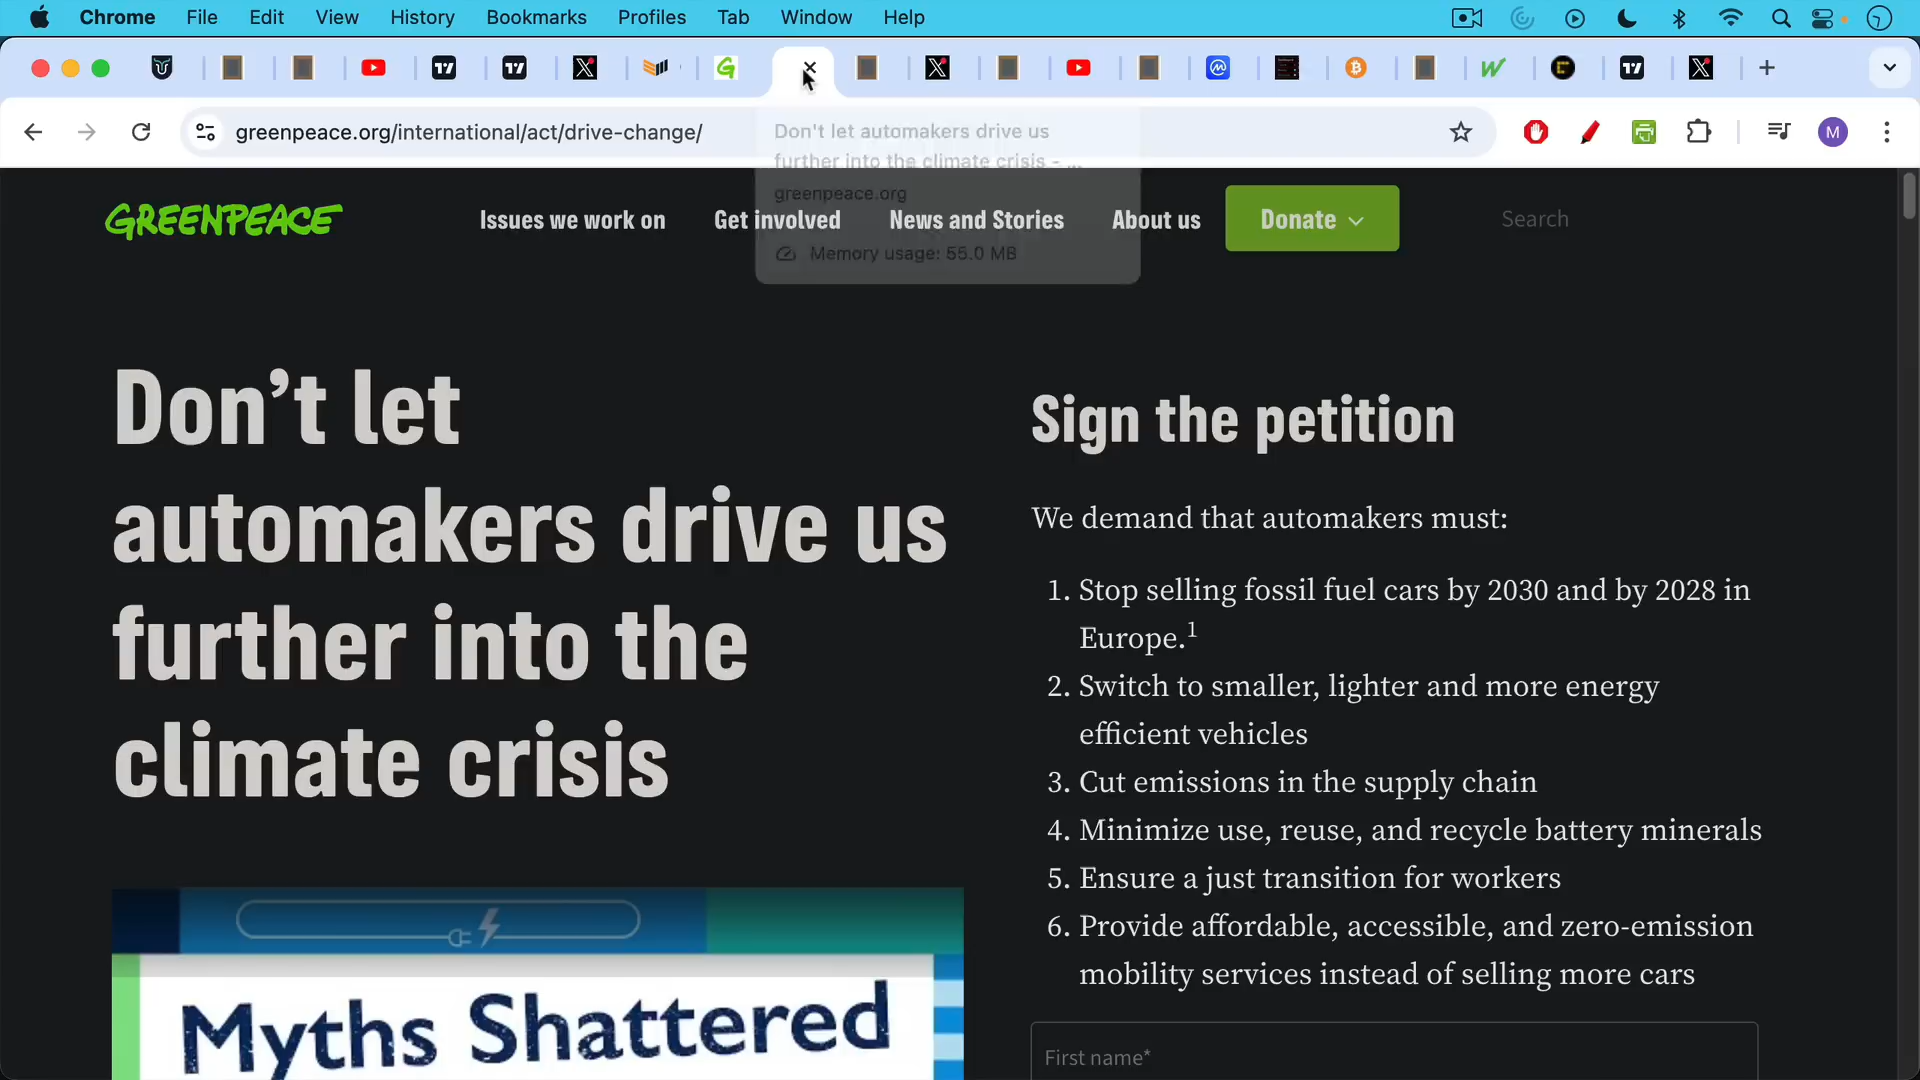 Chrome File Edit View History Bookmarks Profiles Tab Window Help
greenpeace.org/international/act/drive-change/
M
Don't let automakers drive us
further into the climate crisis - ...
greenpeace.org
Memory usage: 55.0 MB
GREENPEACE
Issues we work on
Get involved
News and Stories
About us
Donate
Search
Don’t let
automakers drive us
further into the
climate crisis
Sign the petition
We demand that automakers must:
1. Stop selling fossil fuel cars by 2030 and by 2028 in
Europe.1
2. Switch to smaller, lighter and more energy
efficient vehicles
3. Cut emissions in the supply chain
4. Minimize use, reuse, and recycle battery minerals
5. Ensure a just transition for workers
6. Provide affordable, accessible, and zero-emission
mobility services instead of selling more cars
First name*
Myths Shattered